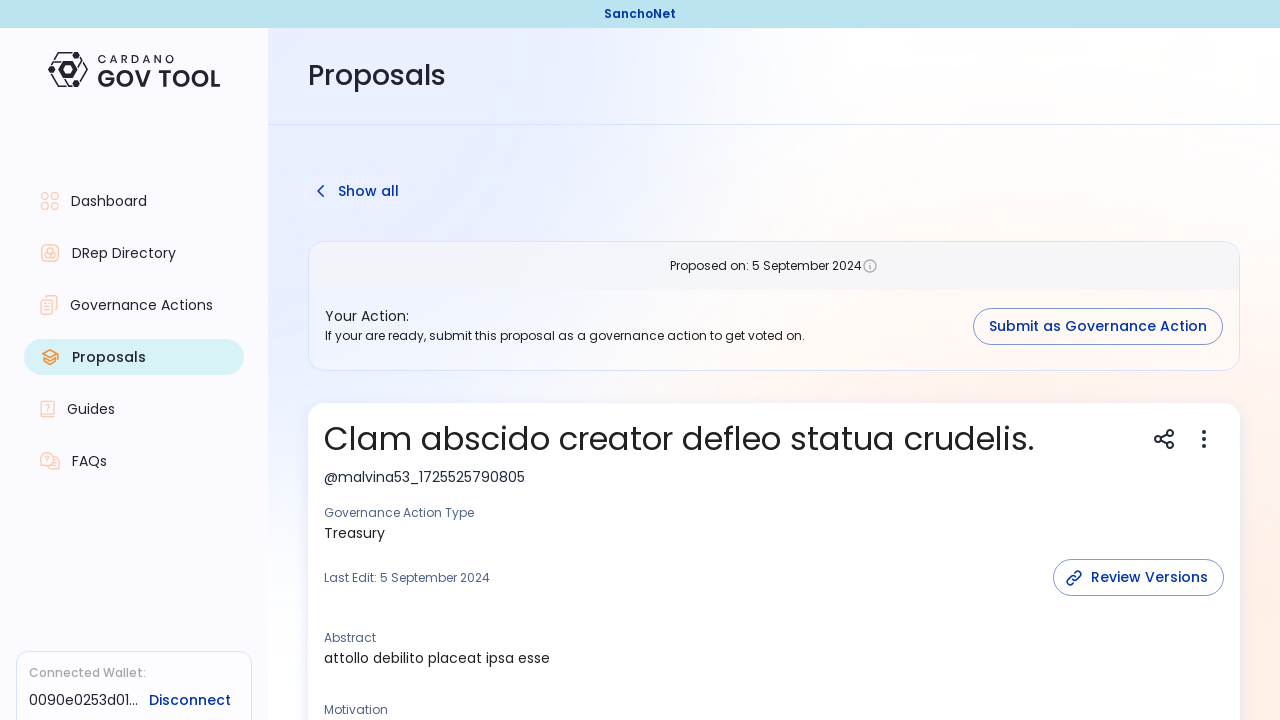 SanchoNet
CARDANO
GOV TOOL
Dashboard
DRep Directory
Governance Actions
Proposals
Guides
FAQs
Connected Wallet:
0090e0253d01... Disconnect
Proposals
Show all
Proposed on: 5 September 2024
Your Action:
If your are ready, submit this proposal as a governance action to get voted on.
Submit as Governance Action
Clam abscido creator defleo statua crudelis.
@malvina53_1725525790805
Governance Action Type
Treasury
Last Edit: 5 September 2024
Review Versions
Abstract
attollo debilito placeat ipsa esse
Motivation